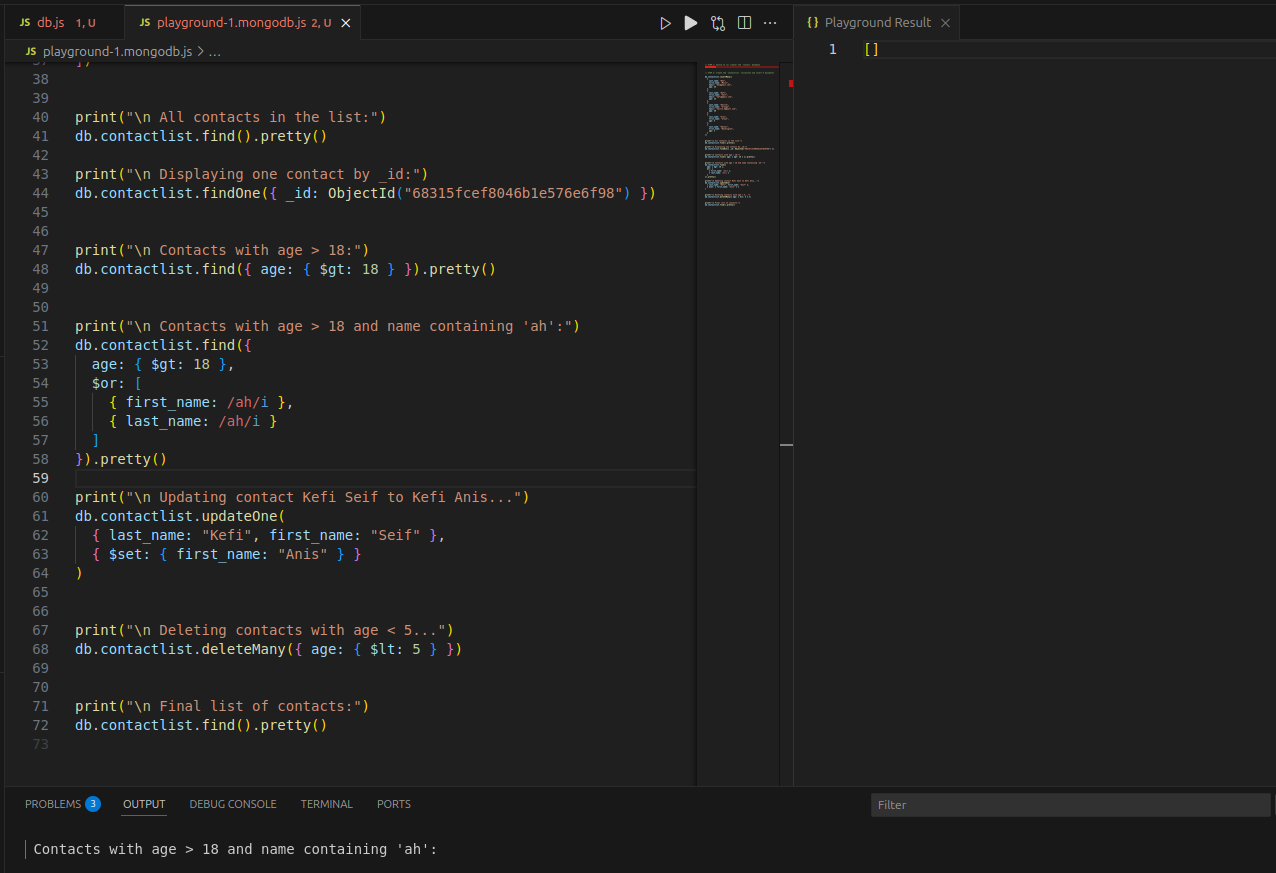 JS db.js 1, U
JS playground-1.mongodb.js 2, U
{} Playground Result
JS playground-1.mongodb.js > ...
37 })
38
39
40 print("\n All contacts in the list:")
41 db.contactlist.find().pretty()
42
43 print("\n Displaying one contact by _id:")
44 db.contactlist.findOne({ _id: ObjectId("68315fcef8046b1e576e6f98") })
45
46
47 print("\n Contacts with age > 18:")
48 db.contactlist.find({ age: { $gt: 18 } }).pretty()
49
50
51 print("\n Contacts with age > 18 and name containing 'ah':")
52 db.contactlist.find({
53 age: { $gt: 18 },
54 $or: [
55 { first_name: /ah/i },
56 { last_name: /ah/i }
57 ]
58 }).pretty()
59
60 print("\n Updating contact Kefi Seif to Kefi Anis...")
61 db.contactlist.updateOne(
62 { last_name: "Kefi", first_name: "Seif" },
63 { $set: { first_name: "Anis" } }
64 )
65
66
67 print("\n Deleting contacts with age < 5...")
68 db.contactlist.deleteMany({ age: { $lt: 5 } })
69
70
71 print("\n Final list of contacts:")
72 db.contactlist.find().pretty()
73
1 []
PROBLEMS 3 OUTPUT DEBUG CONSOLE TERMINAL PORTS
Filter
Contacts with age > 18 and name containing 'ah':